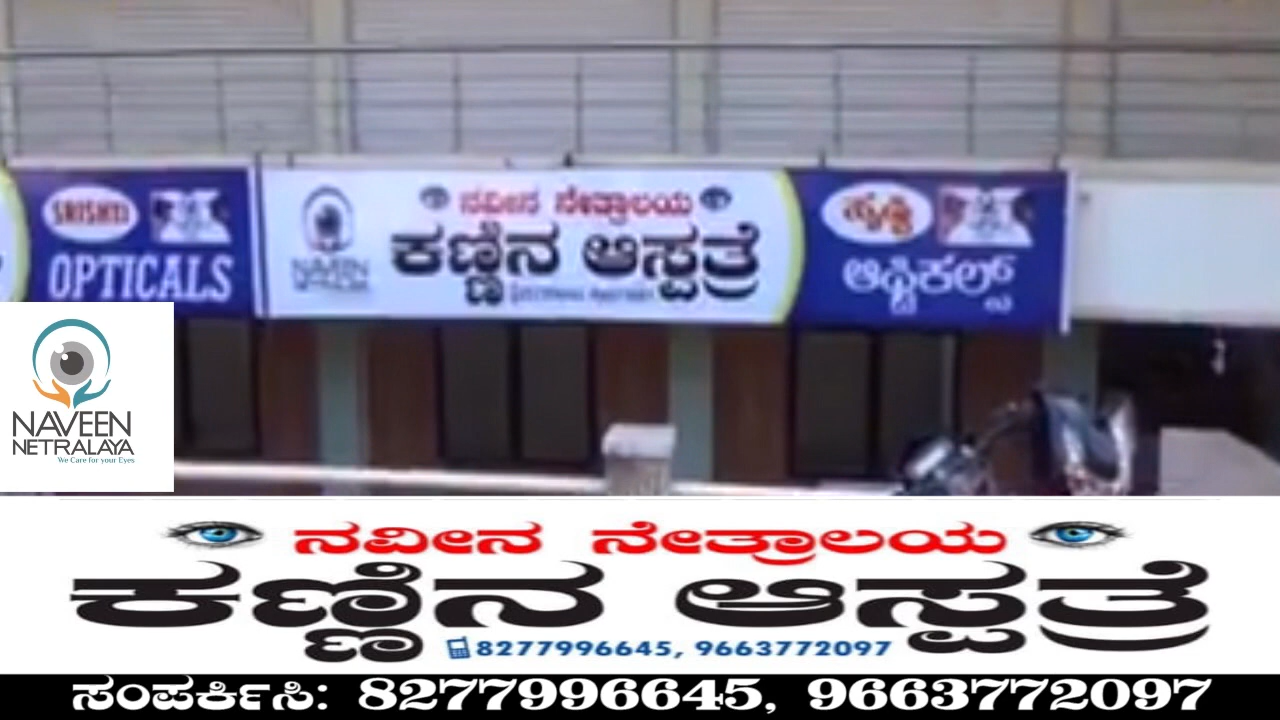 SRISHTI
OPTICALS
ನವೀನ ನೇತ್ರಾಲಯ
ಕಣ್ಣಿನ ಆಸ್ಪತ್ರೆ
NAVEEN
ಸೃಷ್ಟಿ
ಆಪ್ಟಿಕಲ್ಸ್
NAVEEN
NETRALAYA
We Care for your Eyes
ನವೀನ ನೇತ್ರಾಲಯ
ಕಣ್ಣಿನ ಆಸ್ಪತ್ರೆ
8277996645, 9663772097
ಸಂಪರ್ಕಿಸಿ: 8277996645, 9663772097